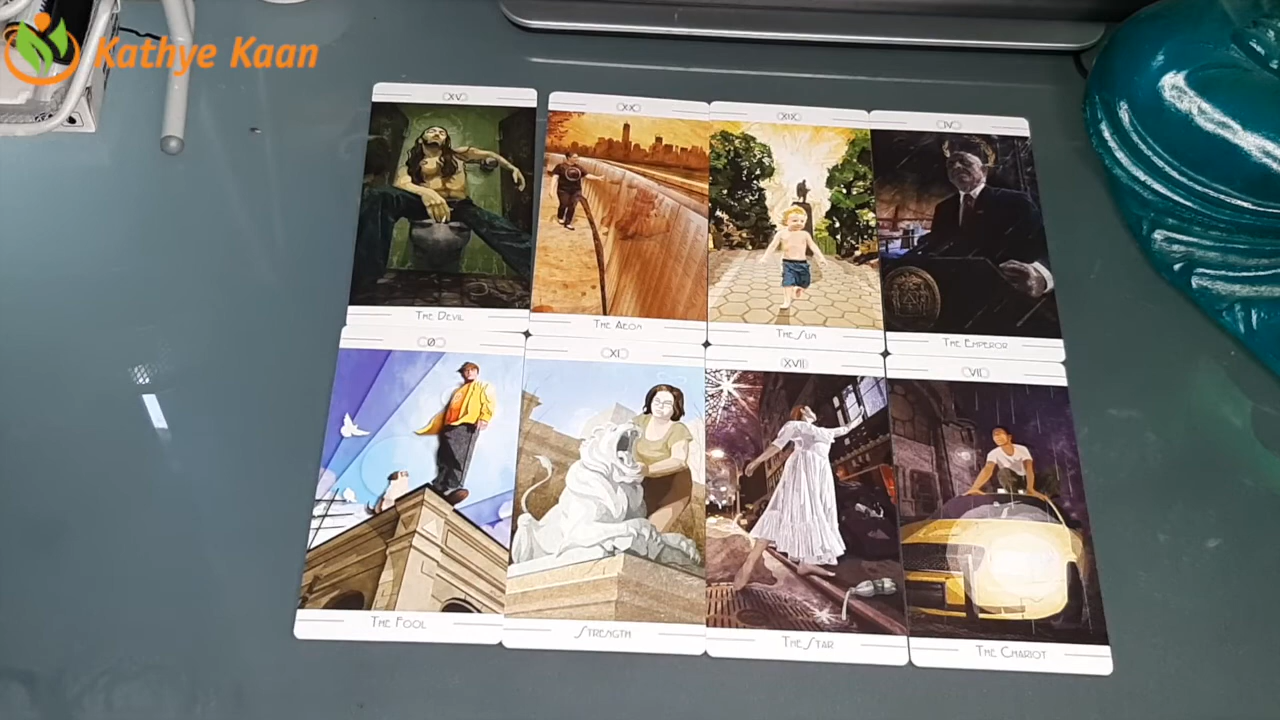 Kathye Kaan
XV
XX
XIX
IV
The Devil
The Aeon
The Sun
The Emperor
0
XI
XVII
VII
The Fool
Strength
The Star
The Chariot